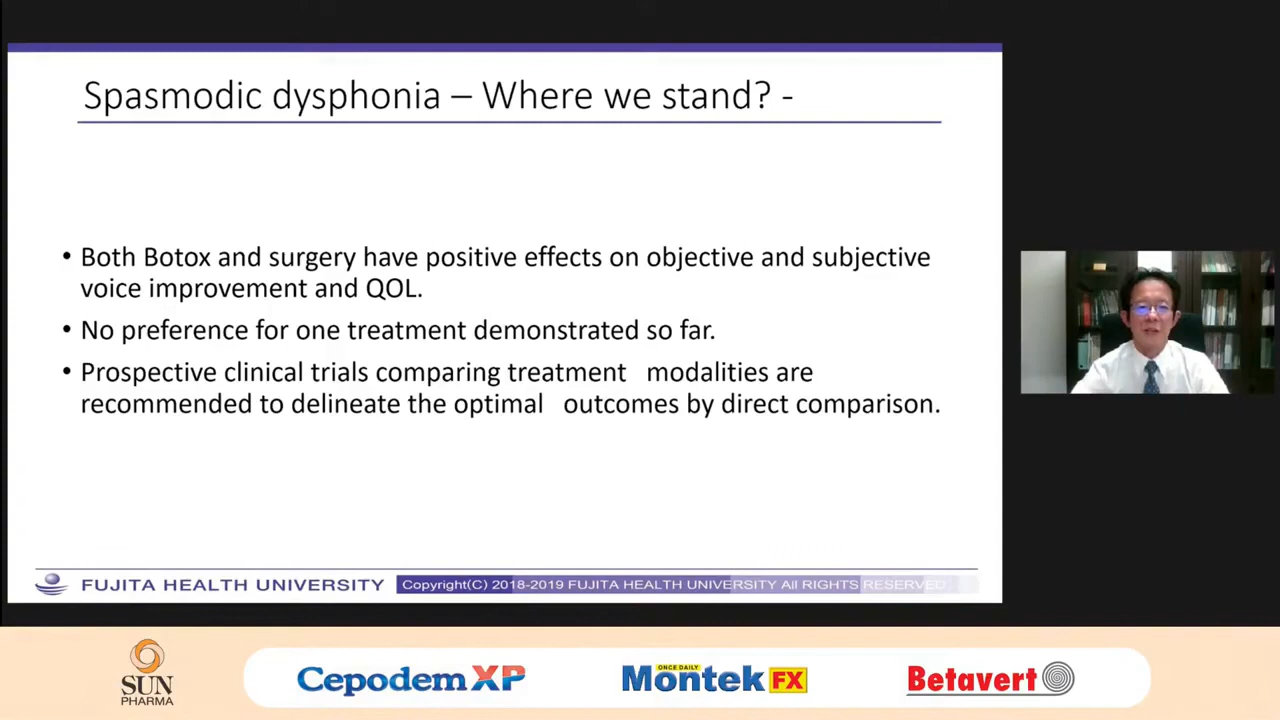 Spasmodic dysphonia – Where we stand? -
• Both Botox and surgery have positive effects on objective and subjective
voice improvement and QOL.
• No preference for one treatment demonstrated so far.
• Prospective clinical trials comparing treatment modalities are
recommended to delineate the optimal outcomes by direct comparison.
FUJITA HEALTH UNIVERSITY Copyright(C) 2018-2019 FUJITA HEALTH UNIVERSITY All RIGHTS RESERVED.
SUN
PHARMA
Cepodem XP
ONCE DAILY
Montek FX
Betavert